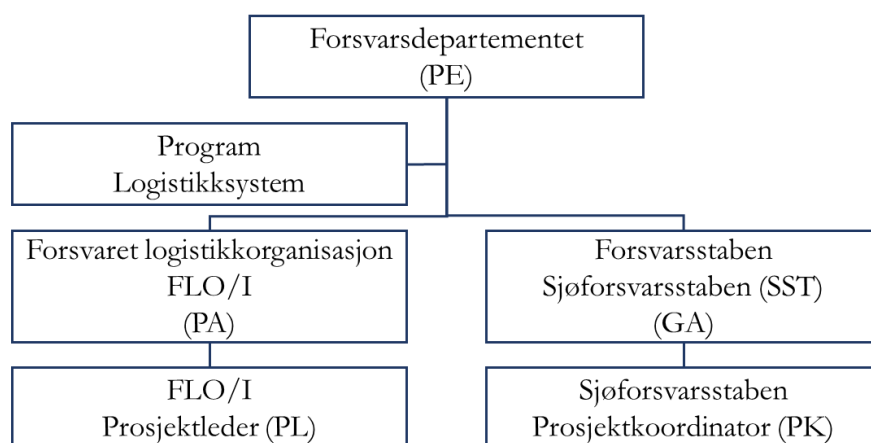 Forsvarsdepartementet
(PE)
Program
Logistikksystem
Forsvaret logistikkorganisasjon
FLO/I
(PA)
Forsvarsstaben
Sjøforsvarsstaben (SST)
(GA)
FLO/I
Prosjektleder (PL)
Sjøforsvarsstaben
Prosjektkoordinator (PK)